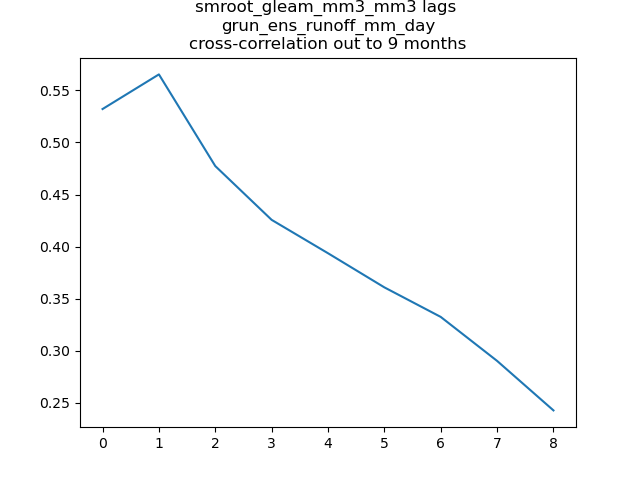 smroot_gleam_mm3_mm3 lags
grun_ens_runoff_mm_day
cross-correlation out to 9 months
0.55
0.50
0.45
0.40
0.35
0.30
0.25
0 1 2 3 4 5 6 7 8